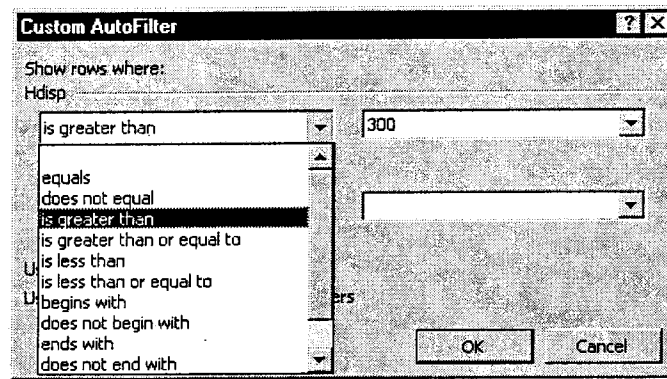 Custom AutoFilter ? X
Show rows where:
Hdisp
is greater than 300
equals
does not equal
is greater than
is greater than or equal to
is less than
is less than or equal to
begins with
does not begin with
ends with
does not end with
OK Cancel